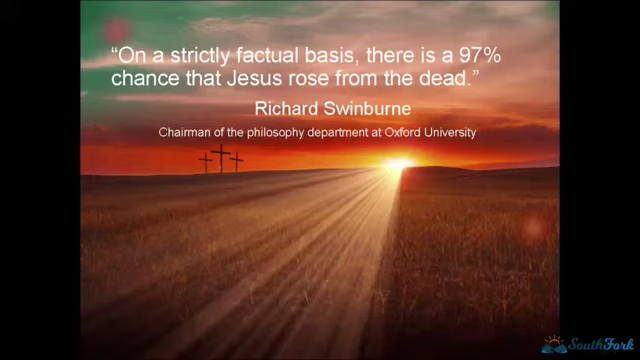 “On a strictly factual basis, there is a 97%
chance that Jesus rose from the dead.”
Richard Swinburne
Chairman of the philosophy department at Oxford University
SouthFork